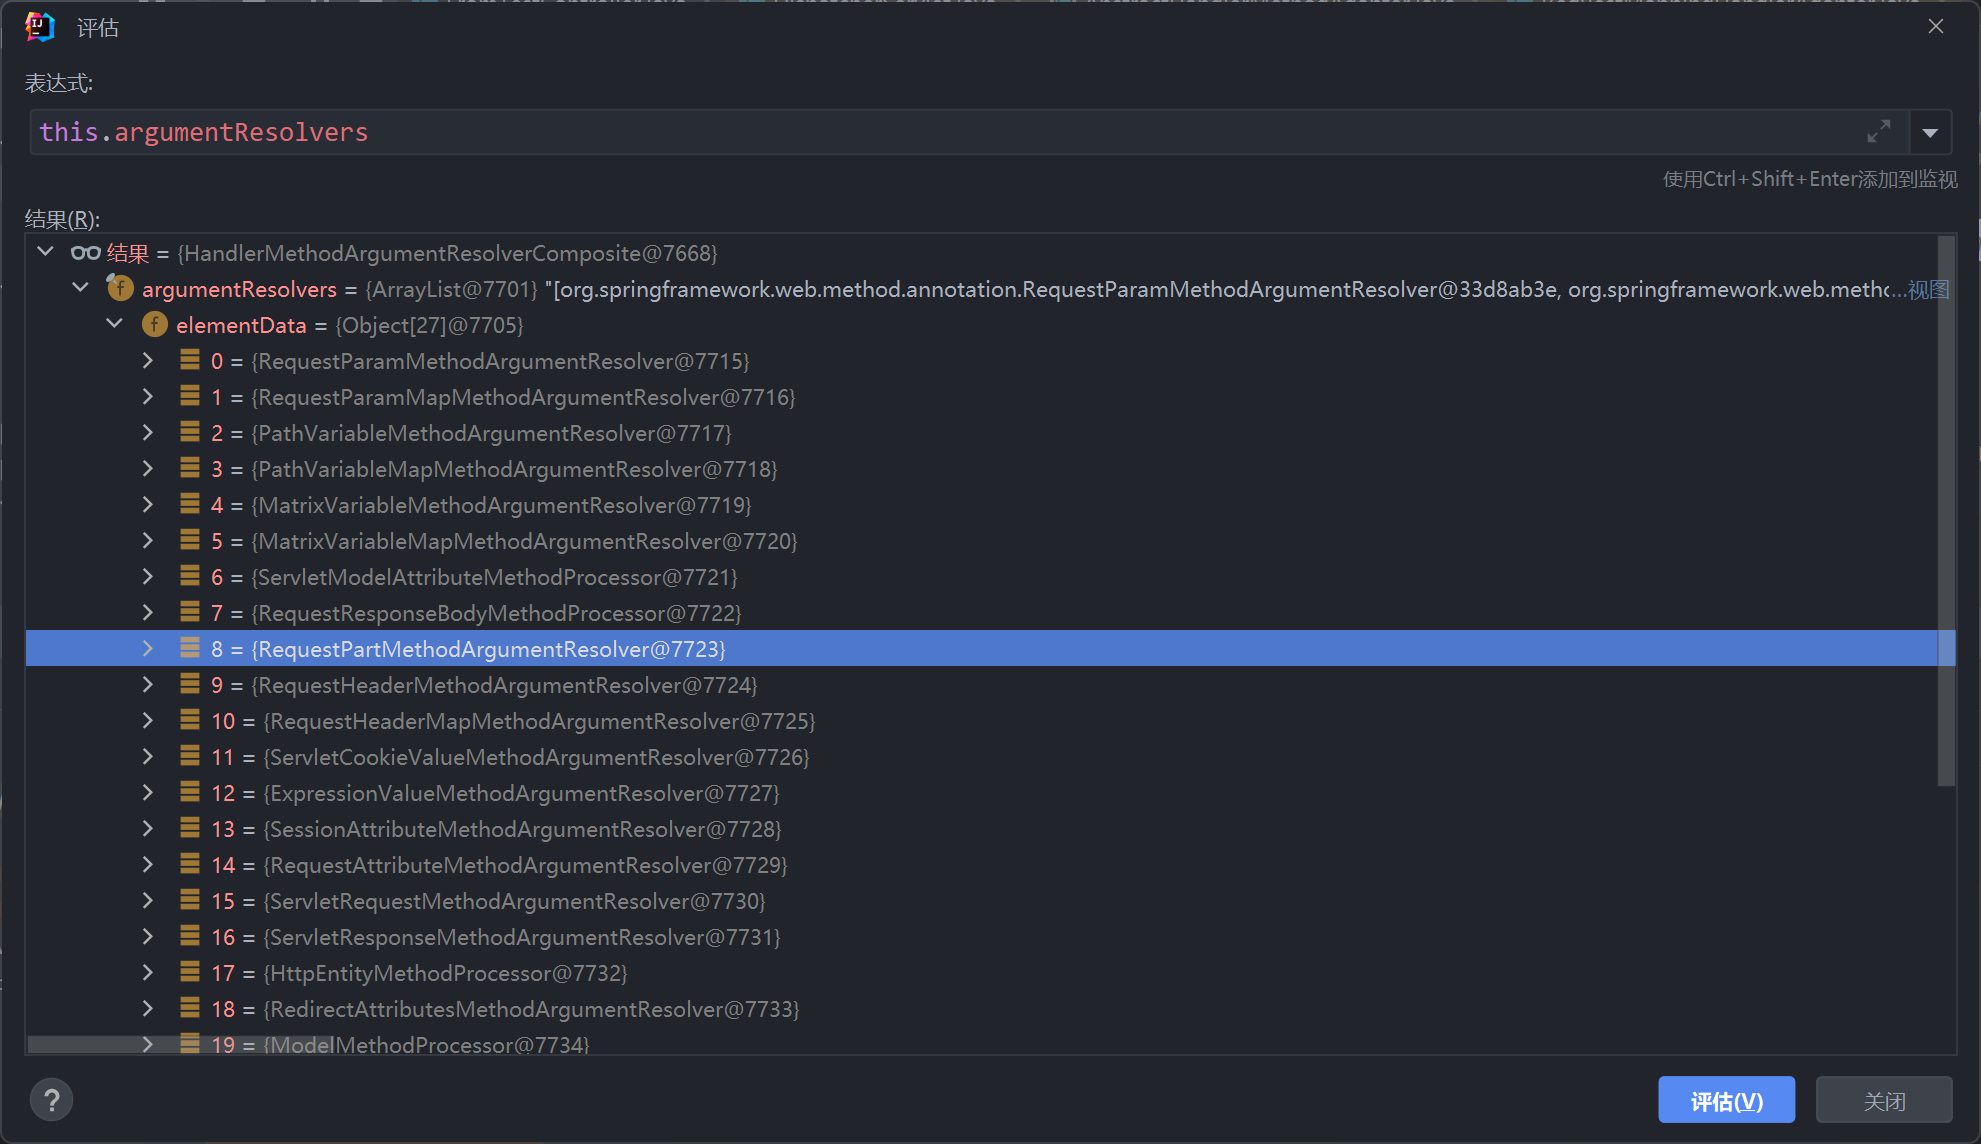 评估
表达式:
this.argumentResolvers
使用Ctrl+Shift+Enter添加到监视
结果(R):
结果 = {HandlerMethodArgumentResolverComposite@7668}
argumentResolvers = {ArrayList@7701} "[org.springframework.web.method.annotation.RequestParamMethodArgumentResolver@33d8ab3e, org.springframework.web.metho...视图
elementData = {Object[27]@7705}
0 = {RequestParamMethodArgumentResolver@7715}
1 = {RequestParamMapMethodArgumentResolver@7716}
2 = {PathVariableMethodArgumentResolver@7717}
3 = {PathVariableMapMethodArgumentResolver@7718}
4 = {MatrixVariableMethodArgumentResolver@7719}
5 = {MatrixVariableMapMethodArgumentResolver@7720}
6 = {ServletModelAttributeMethodProcessor@7721}
7 = {RequestResponseBodyMethodProcessor@7722}
8 = {RequestPartMethodArgumentResolver@7723}
9 = {RequestHeaderMethodArgumentResolver@7724}
10 = {RequestHeaderMapMethodArgumentResolver@7725}
11 = {ServletCookieValueMethodArgumentResolver@7726}
12 = {ExpressionValueMethodArgumentResolver@7727}
13 = {SessionAttributeMethodArgumentResolver@7728}
14 = {RequestAttributeMethodArgumentResolver@7729}
15 = {ServletRequestMethodArgumentResolver@7730}
16 = {ServletResponseMethodArgumentResolver@7731}
17 = {HttpEntityMethodProcessor@7732}
18 = {RedirectAttributesMethodArgumentResolver@7733}
19 = {ModelMethodProcessor@7734}
?
评估(V)
关闭